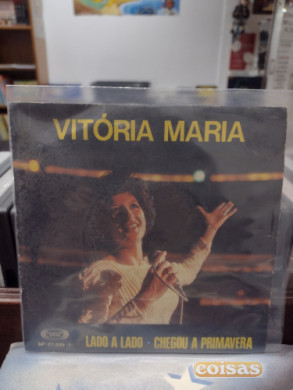 VITÓRIA MARIA
LADO A LADO - CHEGOU A PRIMAVERA
coisas